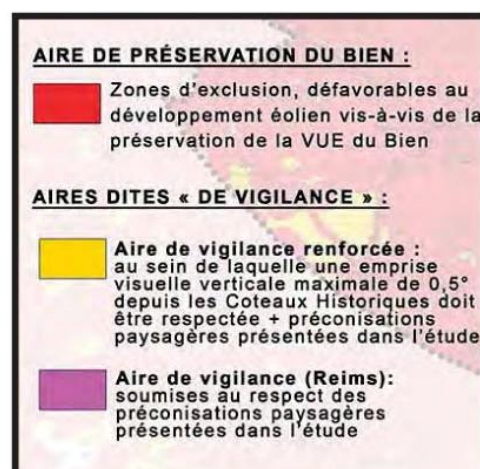 AIRE DE PRÉSERVATION DU BIEN :
Zones d'exclusion, défavorables au
développement éolien vis-à-vis de la
préservation de la VUE du Bien
AIRES DITES « DE VIGILANCE » :
Aire de vigilance renforcée :
au sein de laquelle une emprise
visuelle verticale maximale de 0,5°
depuis les Coteaux Historiques doit
être respectée + préconisations
paysagères présentées dans l'étude
Aire de vigilance (Reims):
soumises au respect des
préconisations paysagères
présentées dans l'étude